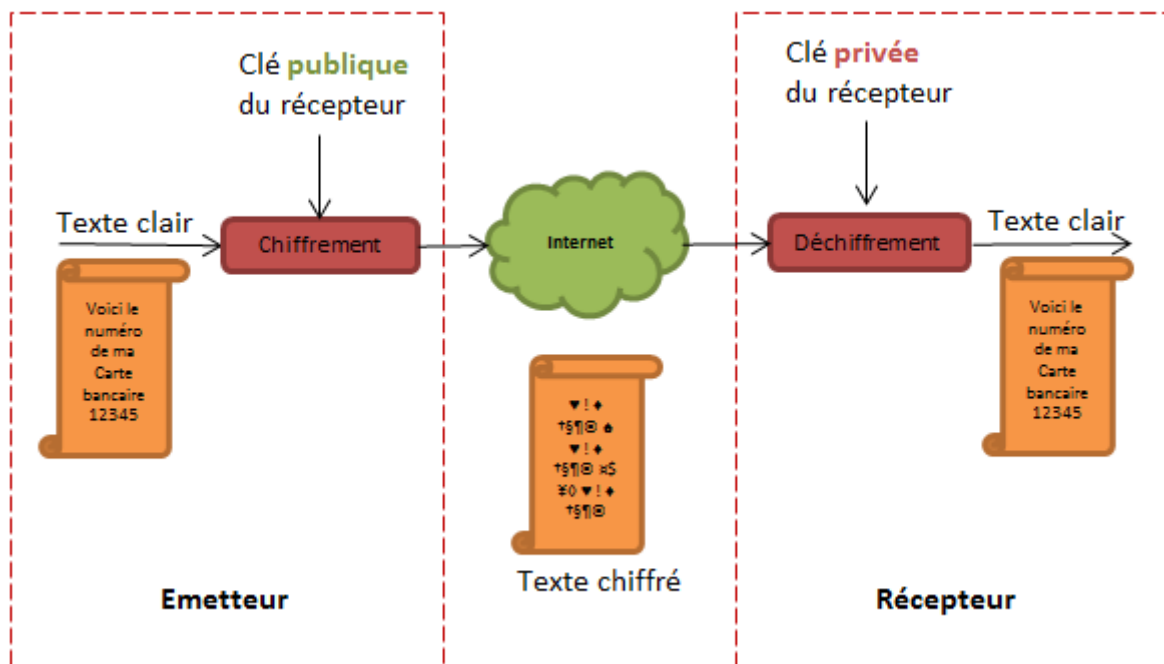 Clé publique
du récepteur
Clé privée
du récepteur
Texte clair
Chiffrement
Internet
Déchiffrement
Texte clair
Voici le
numéro
de ma
Carte
bancaire
12345
♥!♦
†§¶⊙ ♠
♥!♦
†§¶⊙ ¤$
¥◊♥!♦
†§¶⊙
Voici le
numéro
de ma
Carte
bancaire
12345
Texte chiffré
Emetteur
Récepteur